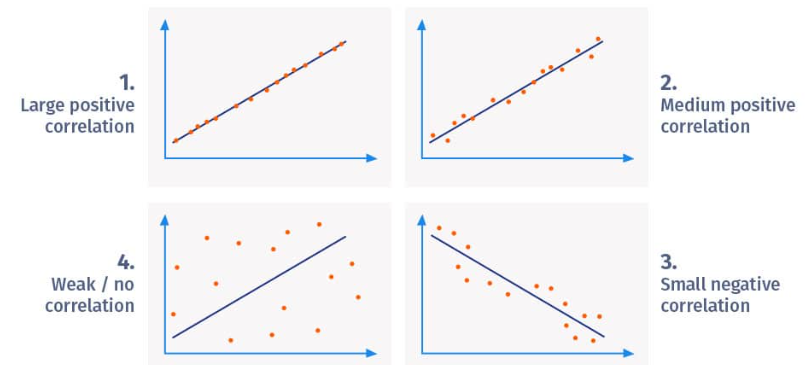 1.
Large positive
correlation
2.
Medium positive
correlation
4.
Weak / no
correlation
3.
Small negative
correlation